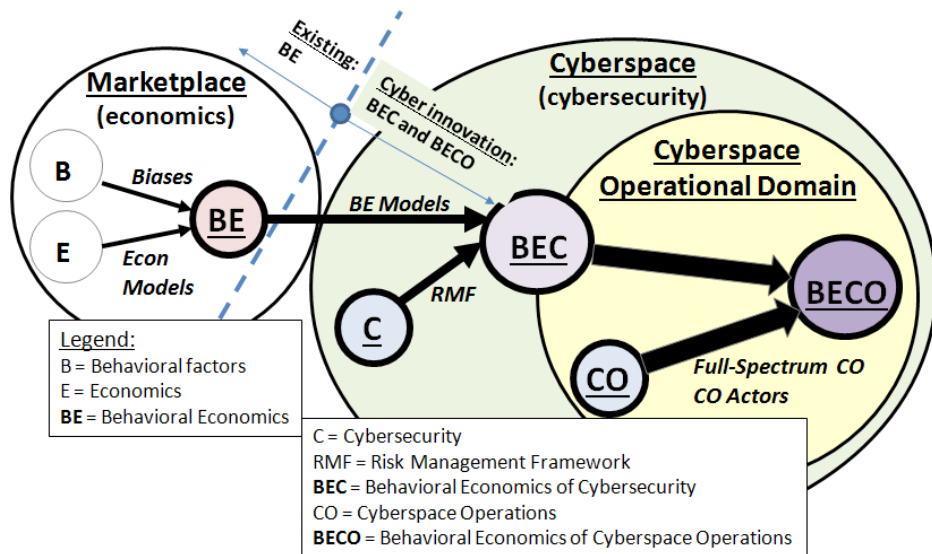 Marketplace
(economics)
B
E
Biases
Econ
Models
BE
Existing:
BE
Cyber innovation:
BEC and BECO
BE Models
Cyberspace
(cybersecurity)
Cyberspace
Operational Domain
BEC
RMF
C
BECO
CO
Full-Spectrum CO
CO Actors
Legend:
B = Behavioral factors
E = Economics
BE = Behavioral Economics
C = Cybersecurity
RMF = Risk Management Framework
BEC = Behavioral Economics of Cybersecurity
CO = Cyberspace Operations
BECO = Behavioral Economics of Cyberspace Operations